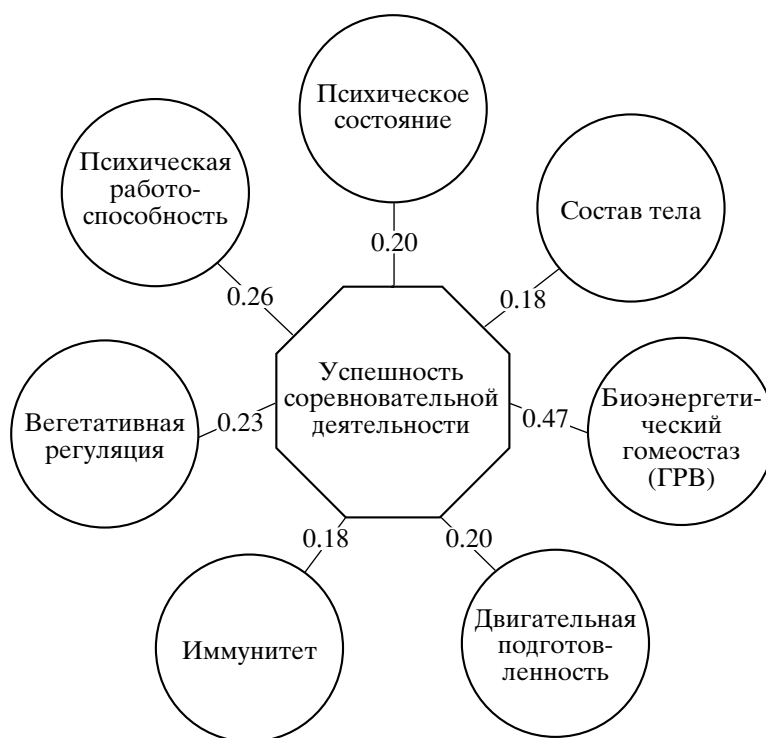 Психическое
состояние
Психическая
работо-
способность
Состав тела
0.20
0.26
0.18
Успешность
соревновательной
деятельности
Вегетативная
регуляция
0.23
0.47
Биоэнергети-
ческий
гомеостаз
(ГРВ)
0.18
0.20
Иммунитет
Двигательная
подготов-
ленность